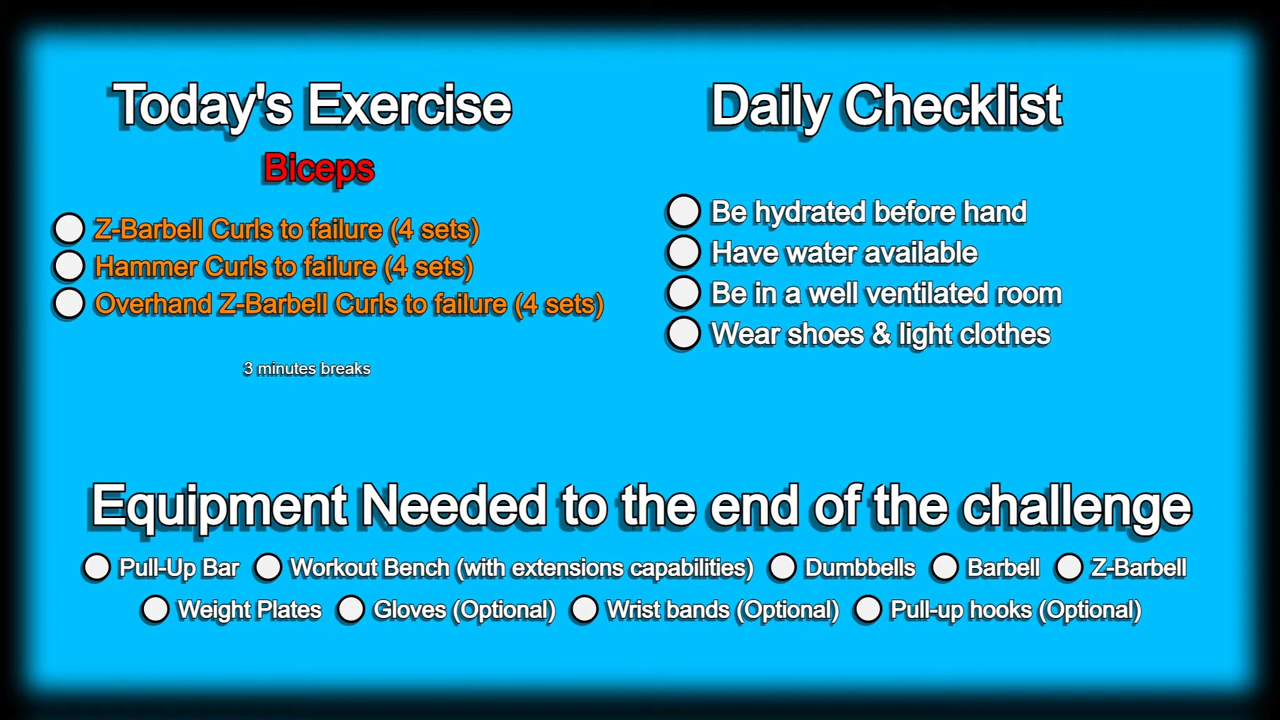 Today's Exercise
Biceps
Z-Barbell Curls to failure (4 sets)
Hammer Curls to failure (4 sets)
Overhand Z-Barbell Curls to failure (4 sets)
3 minutes breaks
Daily Checklist
Be hydrated before hand
Have water available
Be in a well ventilated room
Wear shoes & light clothes
Equipment Needed to the end of the challenge
Pull-Up Bar Workout Bench (with extensions capabilities) Dumbbells Barbell Z-Barbell
Weight Plates Gloves (Optional) Wrist bands (Optional) Pull-up hooks (Optional)